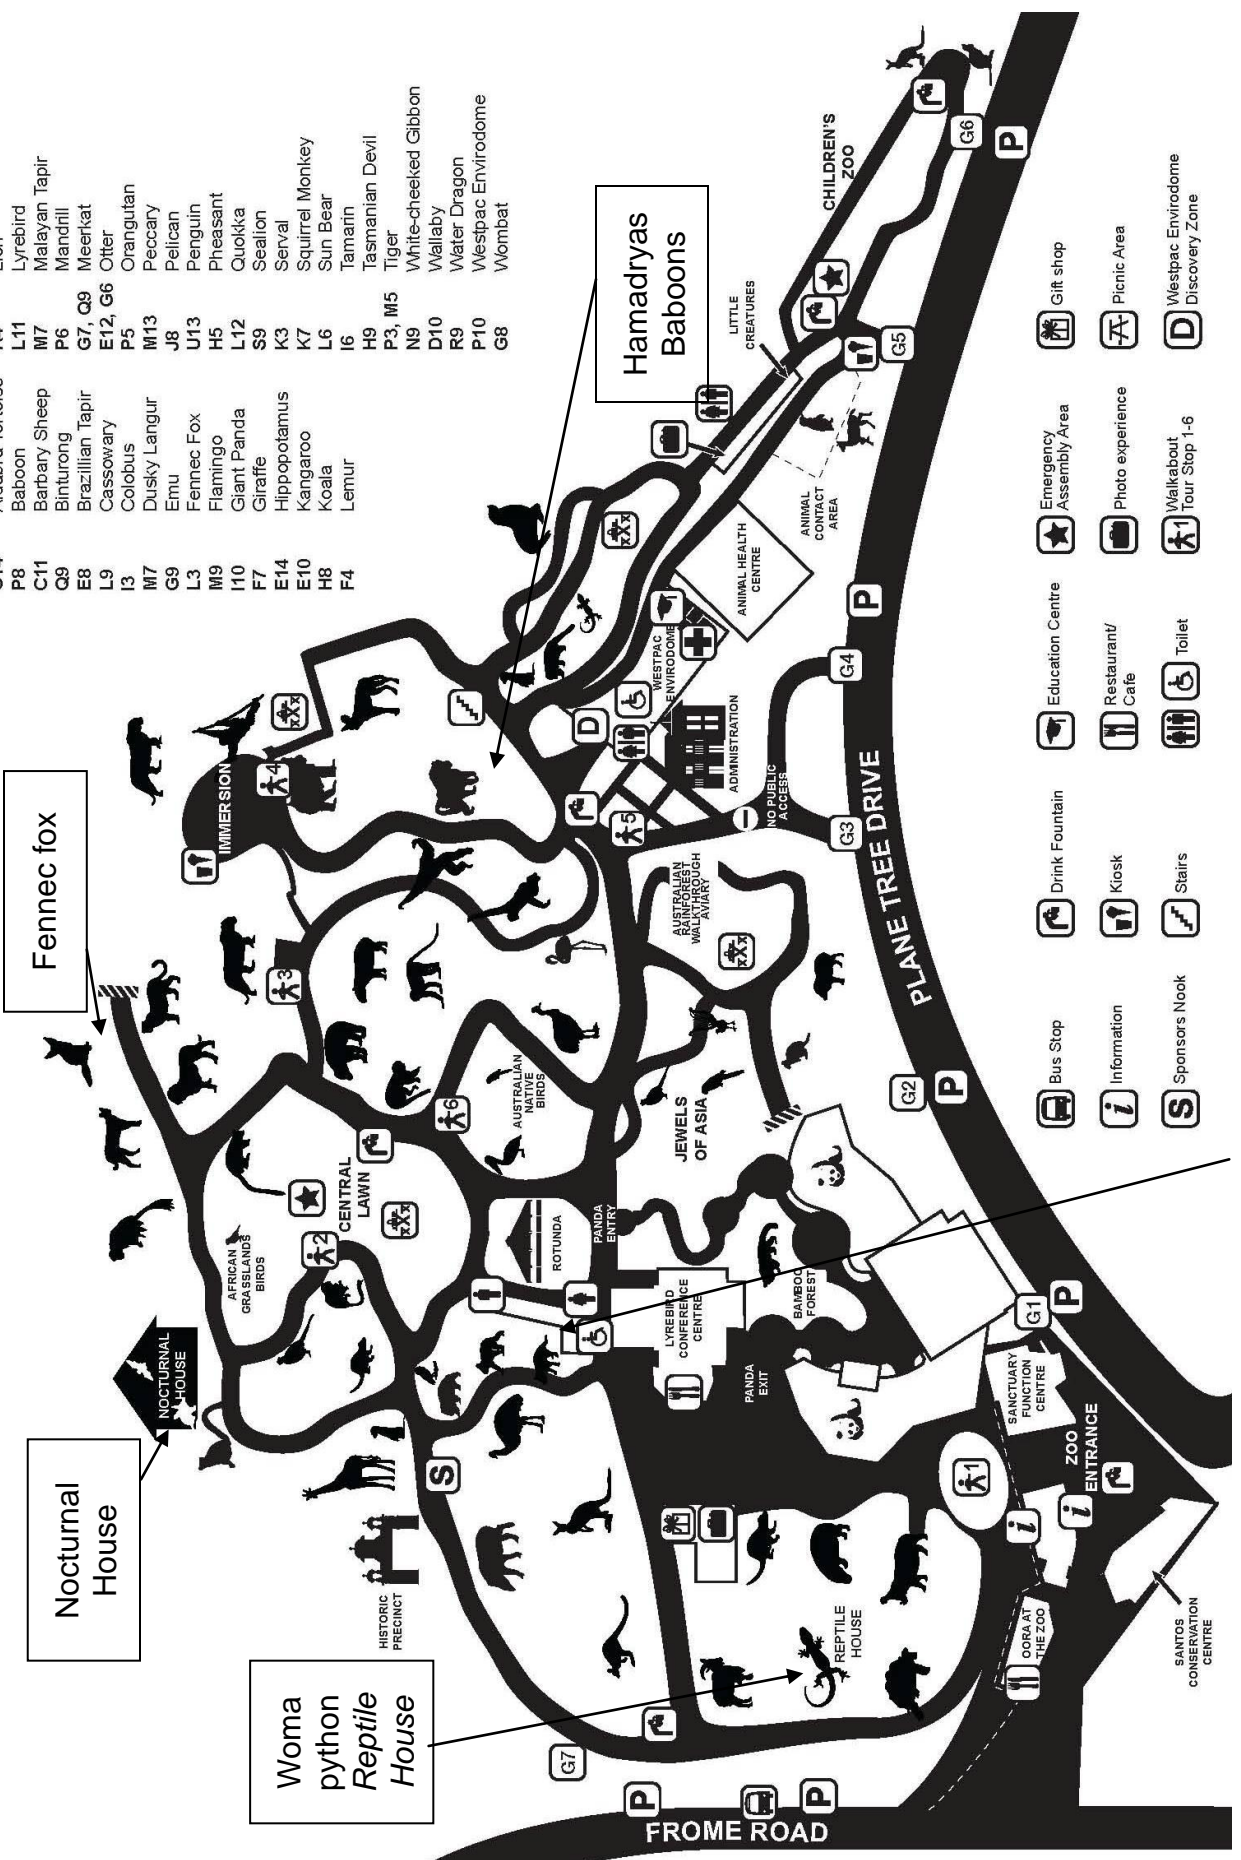 P8 Baboon
C11 Barbary Sheep
Q9 Binturong
E8 Brazillian Tapir
L9 Cassowary
I3 Colobus
M7 Dusky Langur
G9 Emu
L3 Fennec Fox
M9 Flamingo
I10 Giant Panda
F7 Giraffe
E14 Hippopotamus
E10 Kangaroo
H8 Koala
F4 Lemur
L11 Lyrebird
M7 Malayan Tapir
P6 Mandrill
G7, Q9 Meerkat
E12, G6 Otter
P5 Orangutan
M13 Peccary
J8 Pelican
U13 Penguin
H5 Pheasant
L12 Quokka
S9 Sealion
K3 Serval
K7 Squirrel Monkey
L6 Sun Bear
I6 Tamarin
H9 Tasmanian Devil
P3, M5 Tiger
N9 White-cheeked Gibbon
D10 Wallaby
R9 Water Dragon
P10 Westpac Envirodome
G8 Wombat
Fennec fox
Nocturnal
House
NOCTURNAL
HOUSE
IMMERSION
4
3
AFRICAN
GRASSLANDS
BIRDS
2
CENTRAL
LAWN
Woma
python
Reptile
House
HISTORIC
PRECINCT
S
6
AUSTRALIAN
NATIVE
BIRDS
ROTUNDA
PANDA
ENTRY
Hamadryas
Baboons
D
WESTPAC
ENVIRODOME
5
ADMINISTRATION
NO PUBLIC
ACCESS
ANIMAL HEALTH
CENTRE
ANIMAL
CONTACT
AREA
LITTLE
CREATURES
CHILDREN'S
ZOO
AUSTRALIAN
RAINFOREST
WALKTHROUGH
AVIARY
JEWELS
OF ASIA
LYREBIRD
CONFERENCE
CENTRE
BAMBOO
FOREST
PANDA
EXIT
G7
P
P
FROME ROAD
REPTILE
HOUSE
1
i
i
OORA AT
THE ZOO
SANTOS
CONSERVATION
CENTRE
ZOO
ENTRANCE
SANCTUARY
FUNCTION
CENTRE
G1
P
G2
P
PLANE TREE DRIVE
G3
G4
P
G5
G6
P
Bus Stop
i Information
S Sponsors Nook
Drink Fountain
Kiosk
Stairs
Education Centre
Restaurant/
Cafe
Toilet
Emergency
Assembly Area
Photo experience
1 Walkabout
Tour Stop 1-6
Gift shop
Picnic Area
D Westpac Envirodome
Discovery Zone